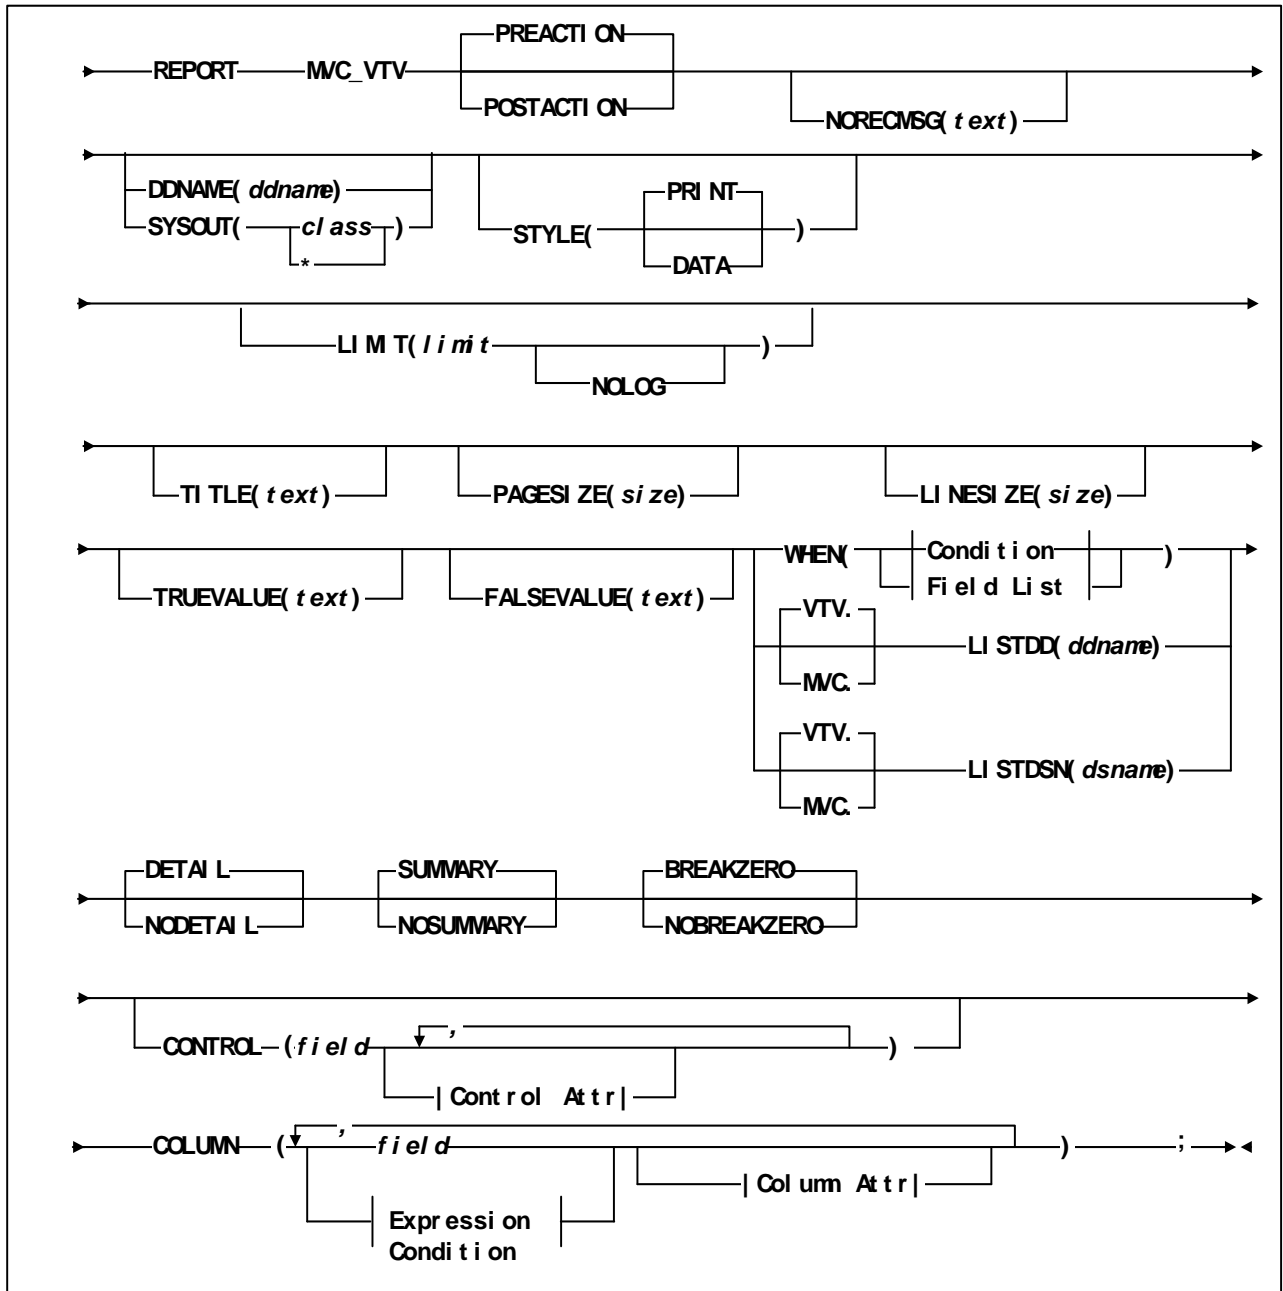 PREACTION
REPORT MVC_VTV
POSTACTION
NORECMSG(text)
DDNAME(ddname)
SYSOUT( class )
*
PRINT
STYLE( )
DATA
LIMIT(limit )
NOLOG
TITLE(text) PAGESIZE(size) LINESIZE(size)
TRUEVALUE(text) FALSEVALUE(text)
WHEN( Condition )
Field List
VTV.
LISTDD(ddname)
MVC.
VTV.
LISTDSN(dsname)
MVC.
DETAIL SUMMARY BREAKZERO
NODETAIL NOSUMMARY NOBREAKZERO
,
CONTROL (field )
|Control Attr|
,
COLUMN ( field ) ;
|Column Attr|
Expression
Condition